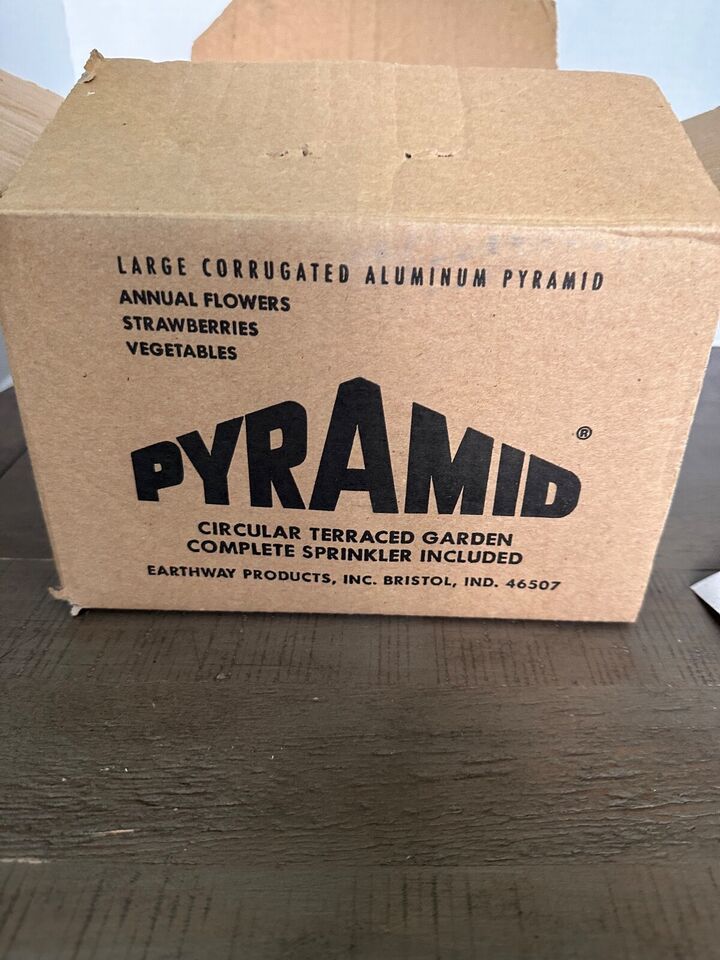 LARGE CORRUGATED ALUMINUM PYRAMID
ANNUAL FLOWERS
STRAWBERRIES
VEGETABLES
PYRAMID ®
CIRCULAR TERRACED GARDEN
COMPLETE SPRINKLER INCLUDED
EARTHWAY PRODUCTS, INC. BRISTOL, IND. 46507